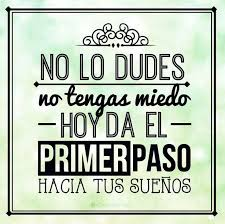 NO LO DUDES
no tengas miedo
HOY DA EL
PRIMER PASO
HACIA TUS SUEÑOS